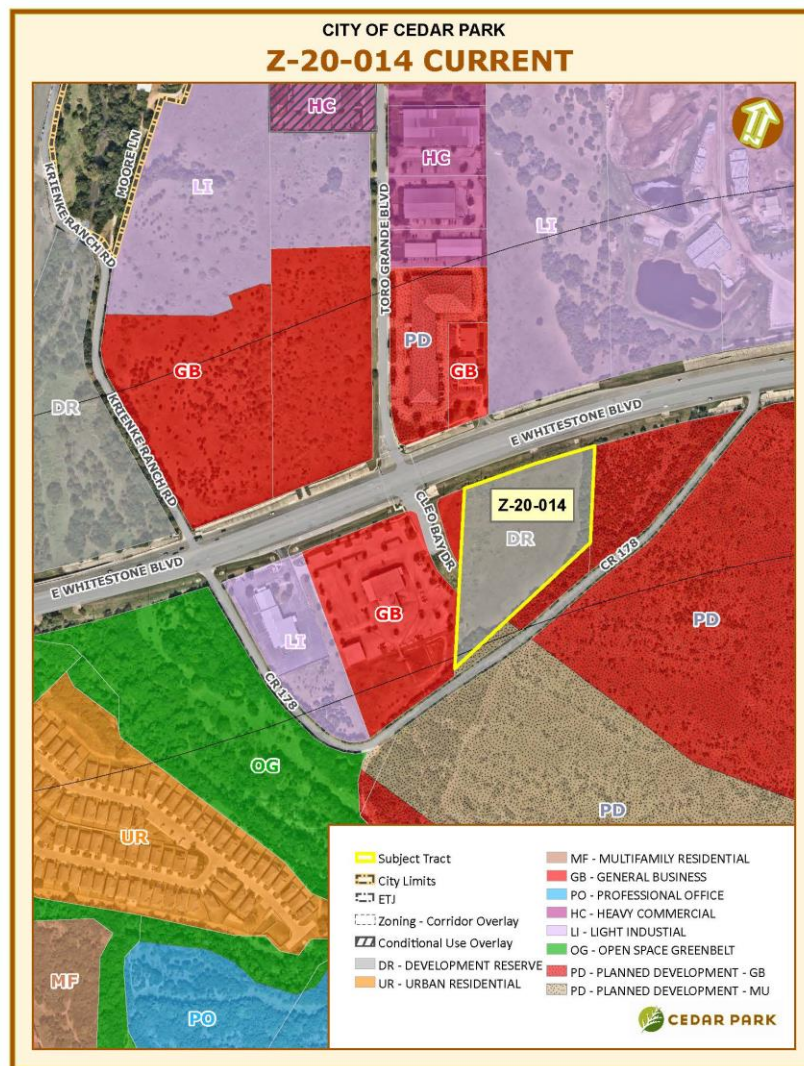 CITY OF CEDAR PARK
Z-20-014 CURRENT
HC
MOORE LN
KRIENKE RANCH RD
LI
HC
TORO GRANDE BLVD
LI
PD
GB
GB
DR
KRIENKE RANCH RD
E WHITESTONE BLVD
Z-20-014
DR
CLEO BAY DR
CR 178
E WHITESTONE BLVD
GB
LI
PD
CR 178
OG
UR
PD
MF
PO
Subject Tract
City Limits
ETJ
Zoning - Corridor Overlay
Conditional Use Overlay
DR - DEVELOPMENT RESERVE
UR - URBAN RESIDENTIAL
MF - MULTIFAMILY RESIDENTIAL
GB - GENERAL BUSINESS
PO - PROFESSIONAL OFFICE
HC - HEAVY COMMERCIAL
LI - LIGHT INDUSTIAL
OG - OPEN SPACE GREENBELT
PD - PLANNED DEVELOPMENT - GB
PD - PLANNED DEVELOPMENT - MU
CEDAR PARK